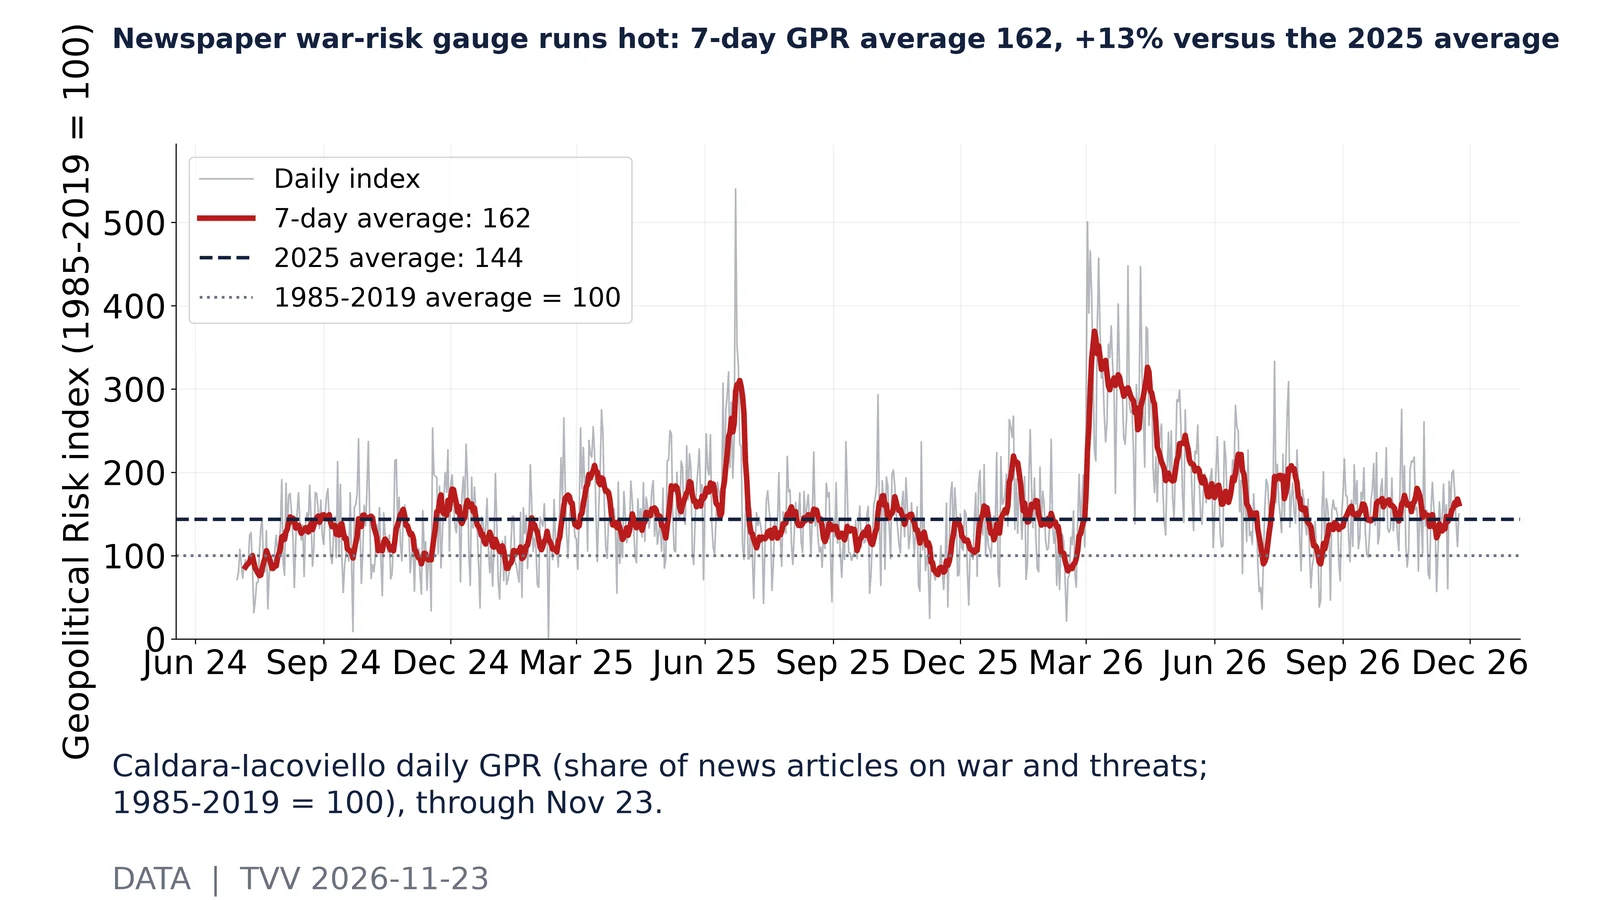 Newspaper war-risk gauge runs hot: 7-day GPR average 162, +13% versus the 2025 average
Geopolitical Risk index (1985-2019 = 100)
Daily index
7-day average: 162
2025 average: 144
1985-2019 average = 100
500
400
300
200
100
0
Jun 24 Sep 24 Dec 24 Mar 25 Jun 25 Sep 25 Dec 25 Mar 26 Jun 26 Sep 26 Dec 26
Caldara-Iacoviello daily GPR (share of news articles on war and threats;
1985-2019 = 100), through Nov 23.
DATA | TVV 2026-11-23